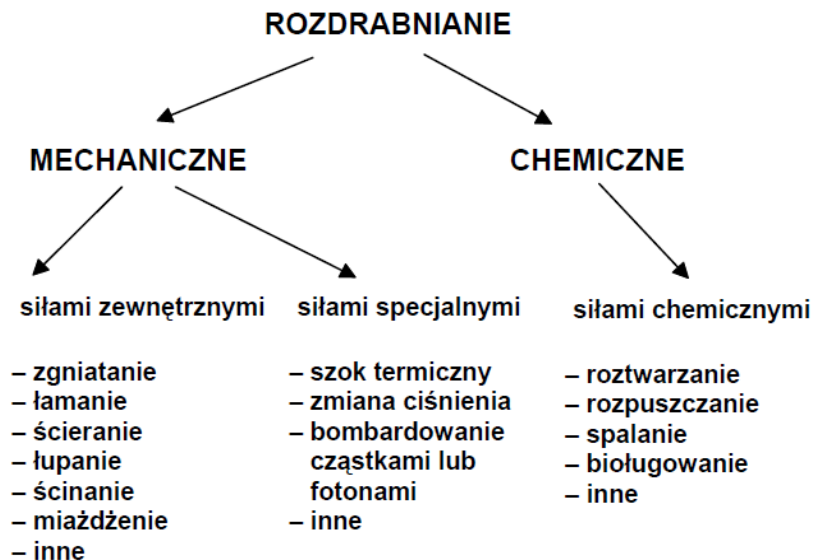 ROZDRABNIANIE
MECHANICZNE
CHEMICZNE
siłami zewnętrznymi
– zgniatanie
– łamanie
– ścieranie
– łupanie
– ścinanie
– miażdżenie
– inne
siłami specjalnymi
– szok termiczny
– zmiana ciśnienia
– bombardowanie
cząstkami lub
fotonami
– inne
siłami chemicznymi
– roztwarzanie
– rozpuszczanie
– spalanie
– bioługowanie
– inne